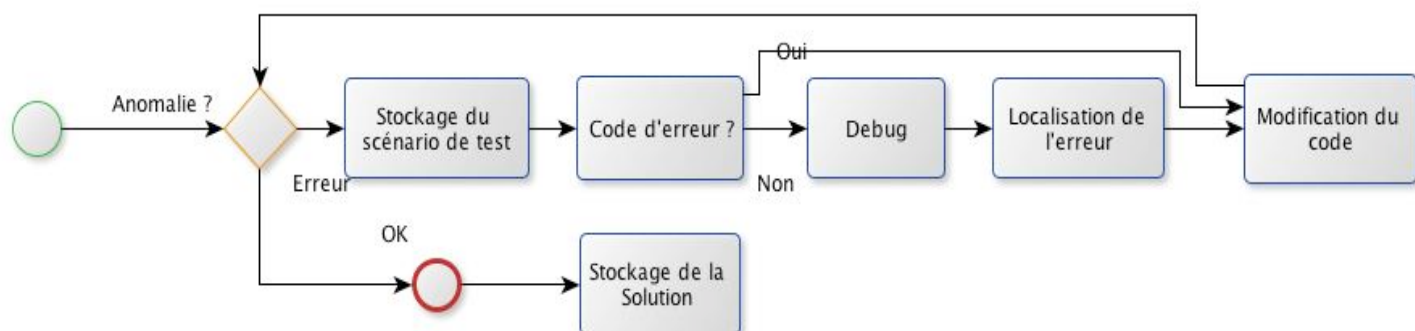 Oui
Anomalie ?
Stockage du
scénario de test
Code d'erreur ?
Debug
Localisation de
l'erreur
Modification du
code
Erreur
Non
OK
Stockage de la
Solution